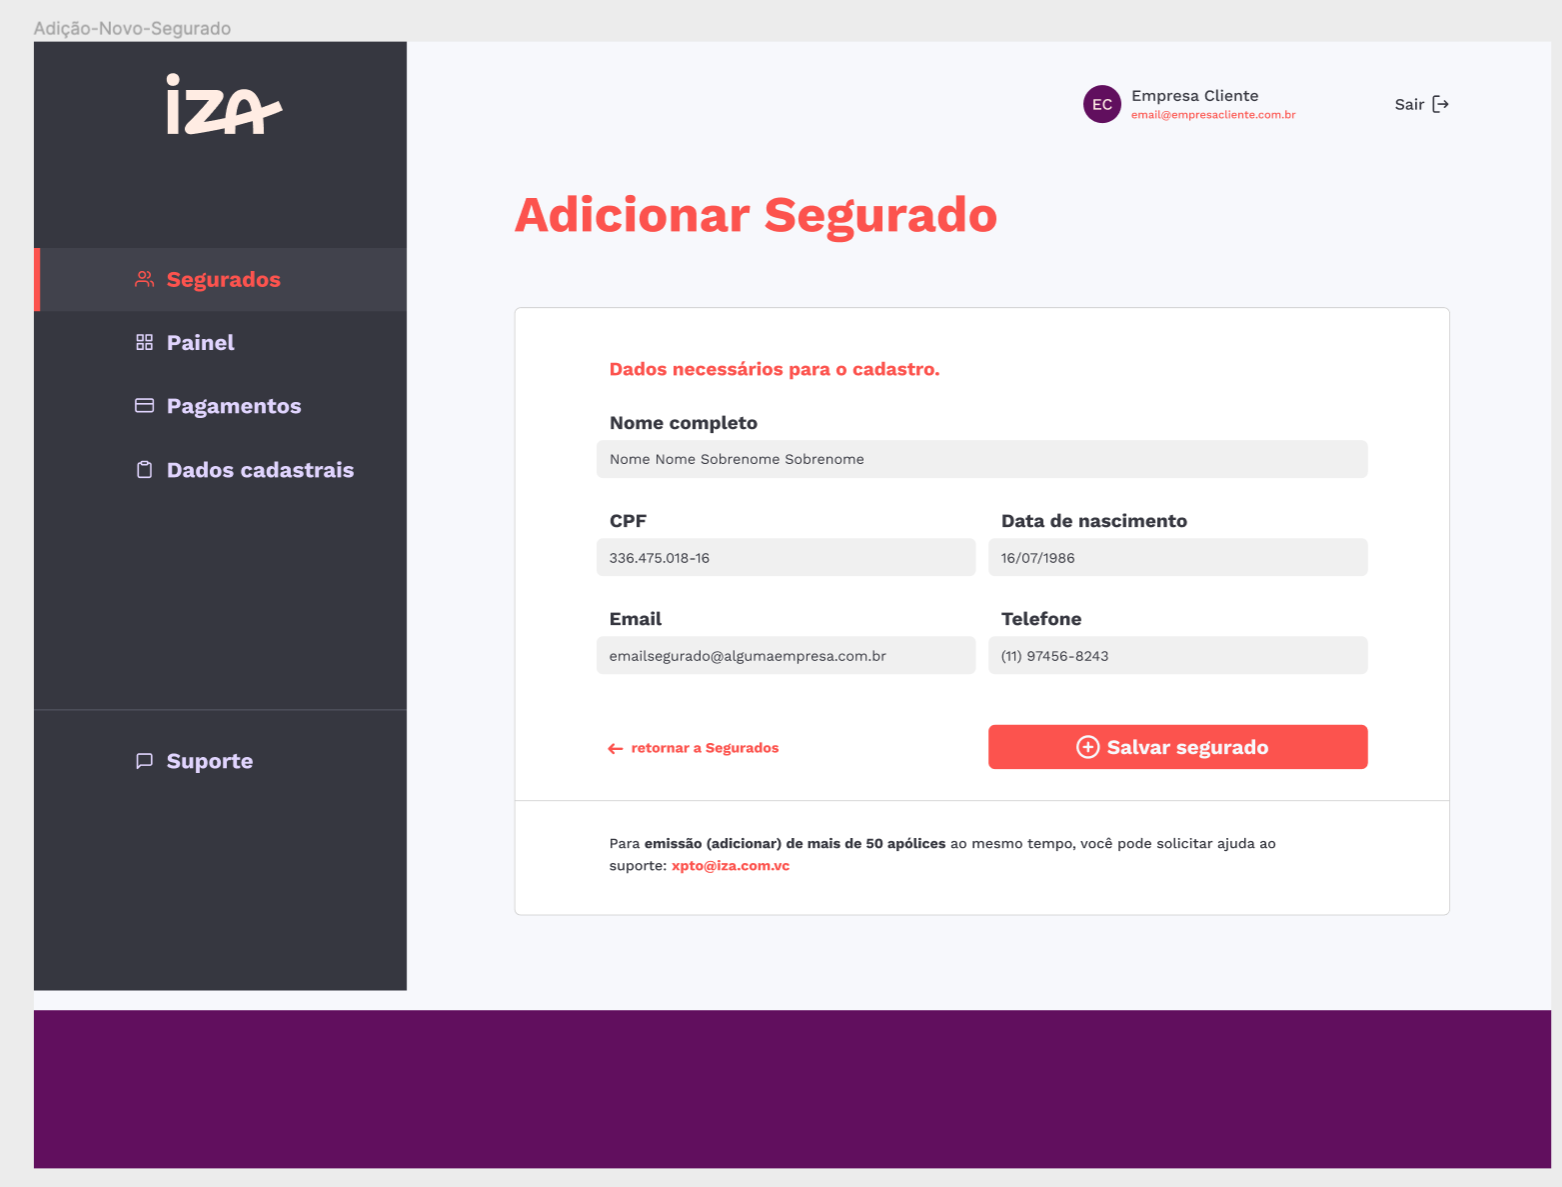 Adição-Novo-Segurado
iza
EC
Empresa Cliente
email@empresacliente.com.br
Sair
Adicionar Segurado
Segurados
Painel
Pagamentos
Dados cadastrais
Suporte
Dados necessários para o cadastro.
Nome completo
Nome Nome Sobrenome Sobrenome
CPF
336.475.018-16
Data de nascimento
16/07/1986
Email
emailsegurado@algumaempresa.com.br
Telefone
(11) 97456-8243
retornar a Segurados
Salvar segurado
Para emissão (adicionar) de mais de 50 apólices ao mesmo tempo, você pode solicitar ajuda ao
suporte: xpto@iza.com.vc